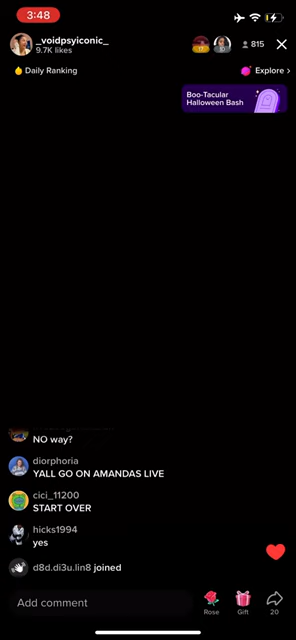 3:48
_voidpsyiconic_
9.7K likes
815
Daily Ranking
Explore >
Boo-Tacular
Halloween Bash
NO way?
diorphoria
YALL GO ON AMANDAS LIVE
cici_11200
START OVER
hicks1994
yes
d8d.di3u.lin8 joined
Add comment
Rose
Gift
20